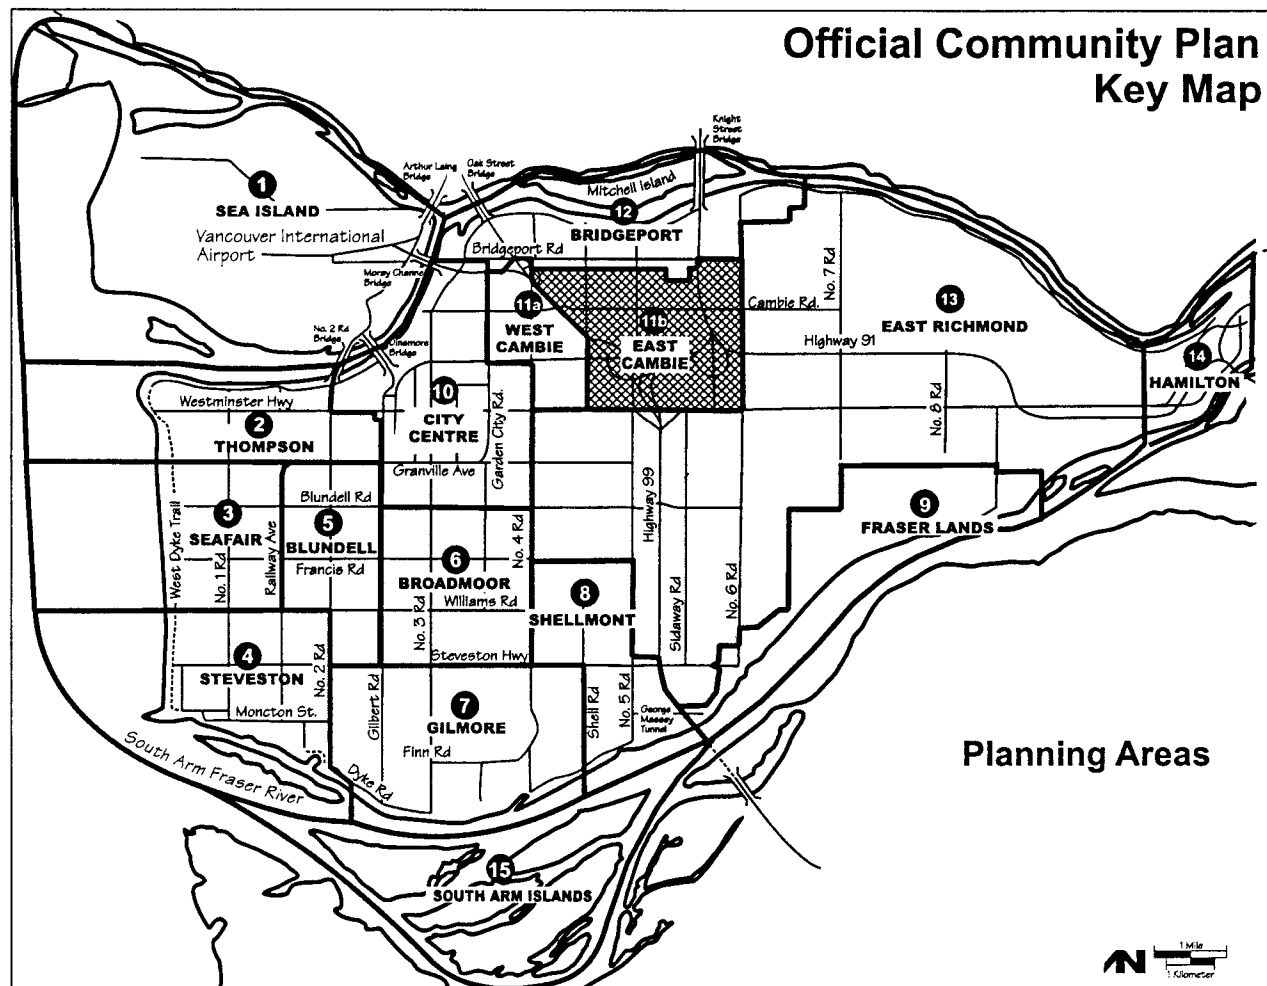 Official Community Plan
Key Map
Knight
Street
Bridge
Arthur Laing
Bridge
Oak Street
Bridge
Mitchell Island
1
SEA ISLAND
12
BRIDGEPORT
Vancouver International
Airport
Bridgeport Rd
Moray Channel
Bridge
No. 7 Rd
11a
WEST
CAMBIE
11b
EAST
CAMBIE
Cambie Rd.
13
EAST RICHMOND
No. 2 Rd
Bridge
Dinsmore
Bridge
Highway 91
14
HAMILTON
10
CITY
CENTRE
Westminster Hwy
2
THOMPSON
Garden City Rd.
No. 8 Rd
Granville Ave
Blundell Rd
West Dyke Trail
3
SEAFAIR
No. 1 Rd
Railway Ave
5
BLUNDELL
Francis Rd
No. 4 Rd
Highway 99
9
FRASER LANDS
6
BROADMOOR
Williams Rd
8
SHELLMONT
No. 3 Rd
Sidaway Rd
No. 6 Rd
4
STEVESTON
No. 2 Rd
Steveston Hwy
Moncton St.
Gilbert Rd
7
GILMORE
Shell Rd
No. 5 Rd
George
Massey
Tunnel
Finn Rd
Planning Areas
South Arm Fraser River
Dyke Rd
15
SOUTH ARM ISLANDS
N
1 Mile
1 Kilometer